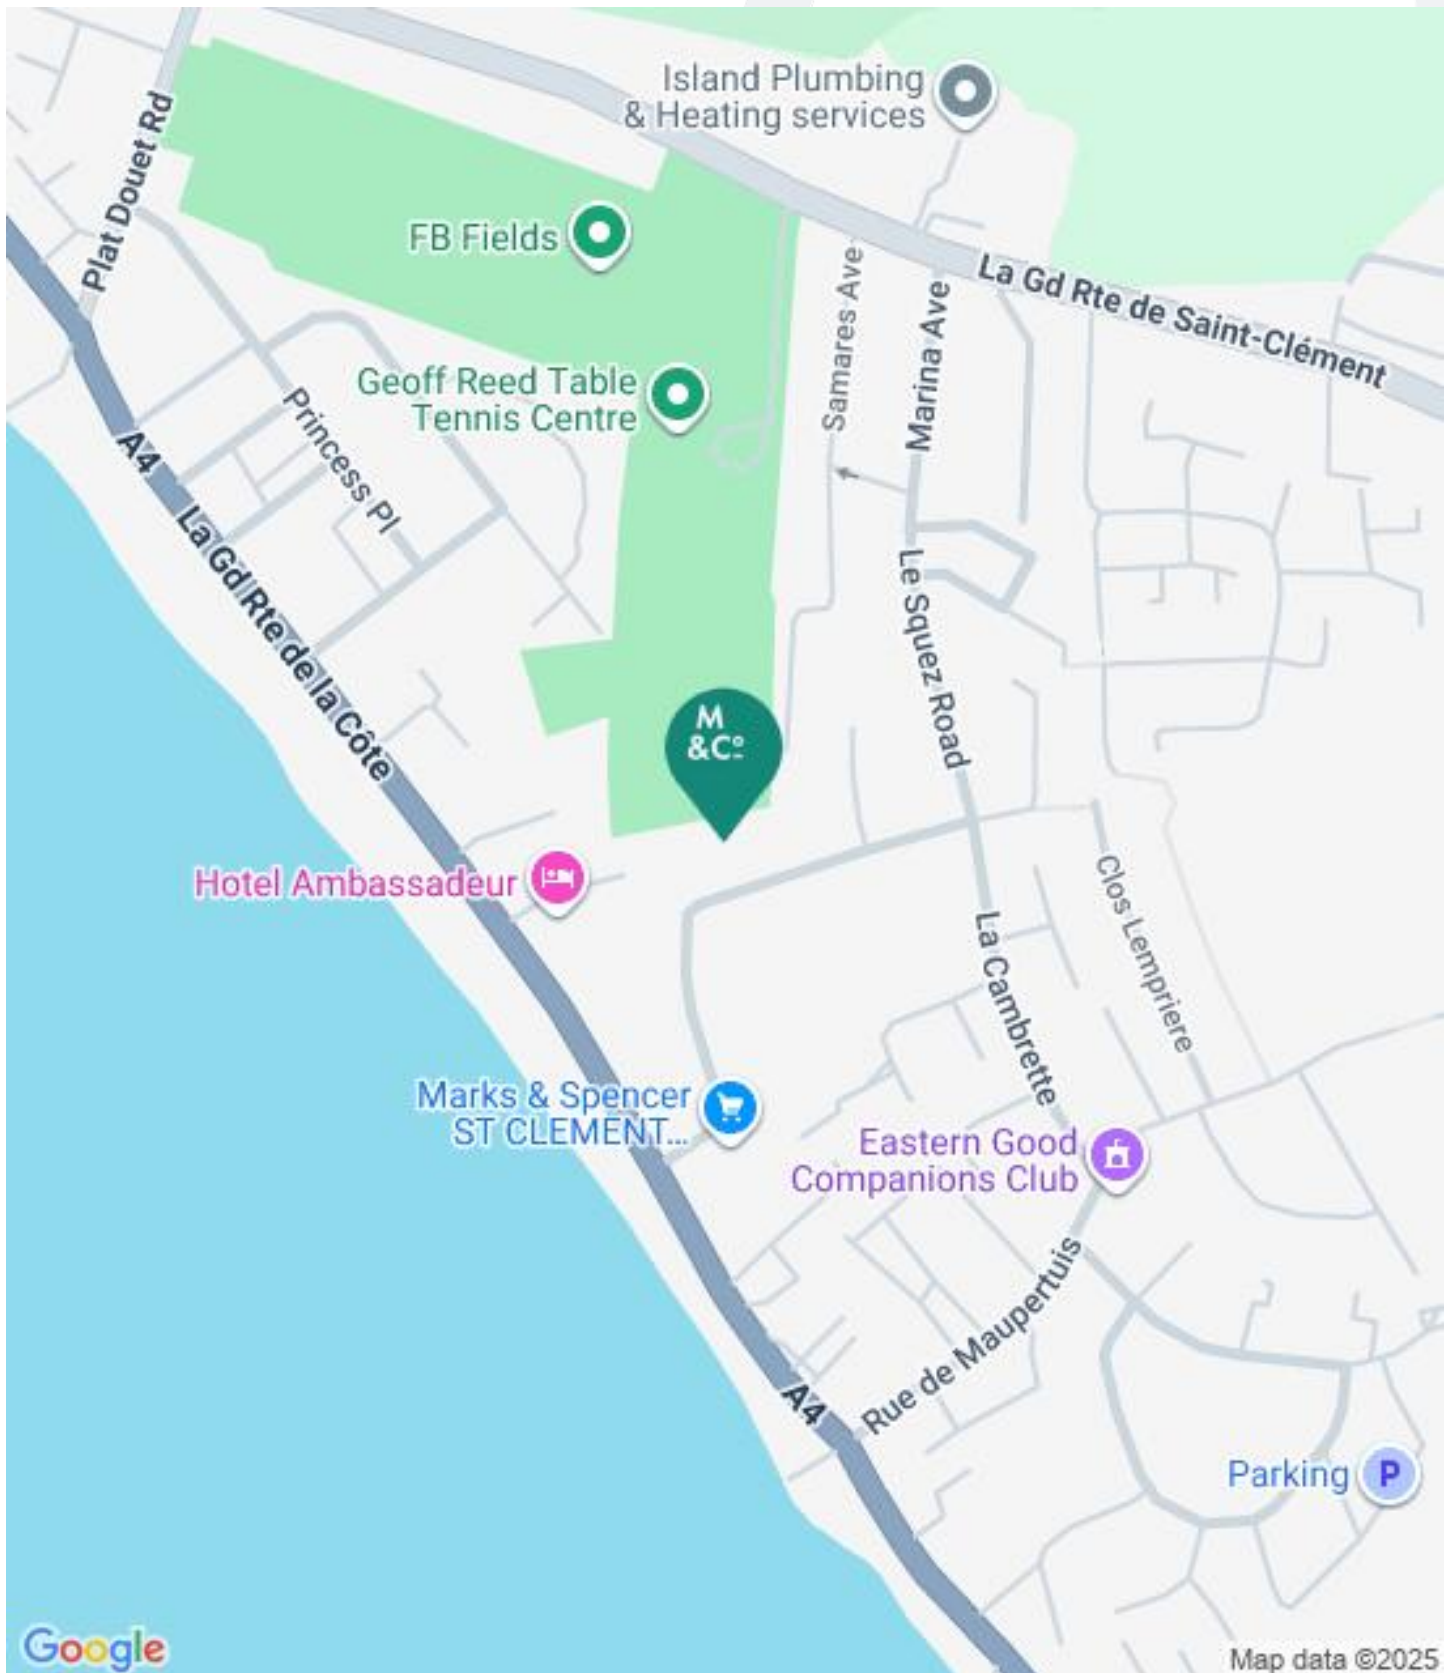 Island Plumbing
& Heating services
Plat Douet Rd
FB Fields
La Gd Rte de Saint-Clément
Samares Ave
Marina Ave
Geoff Reed Table
Tennis Centre
Princess Pl
A4
La Gd Rte de la Côte
Le Squez Road
M
&Cº
Hotel Ambassadeur
Clos Lempriere
La Cambrette
Marks & Spencer
ST CLEMENT...
Eastern Good
Companions Club
Rue de Maupertuis
A4
Parking
P
Google
Map data ©2025